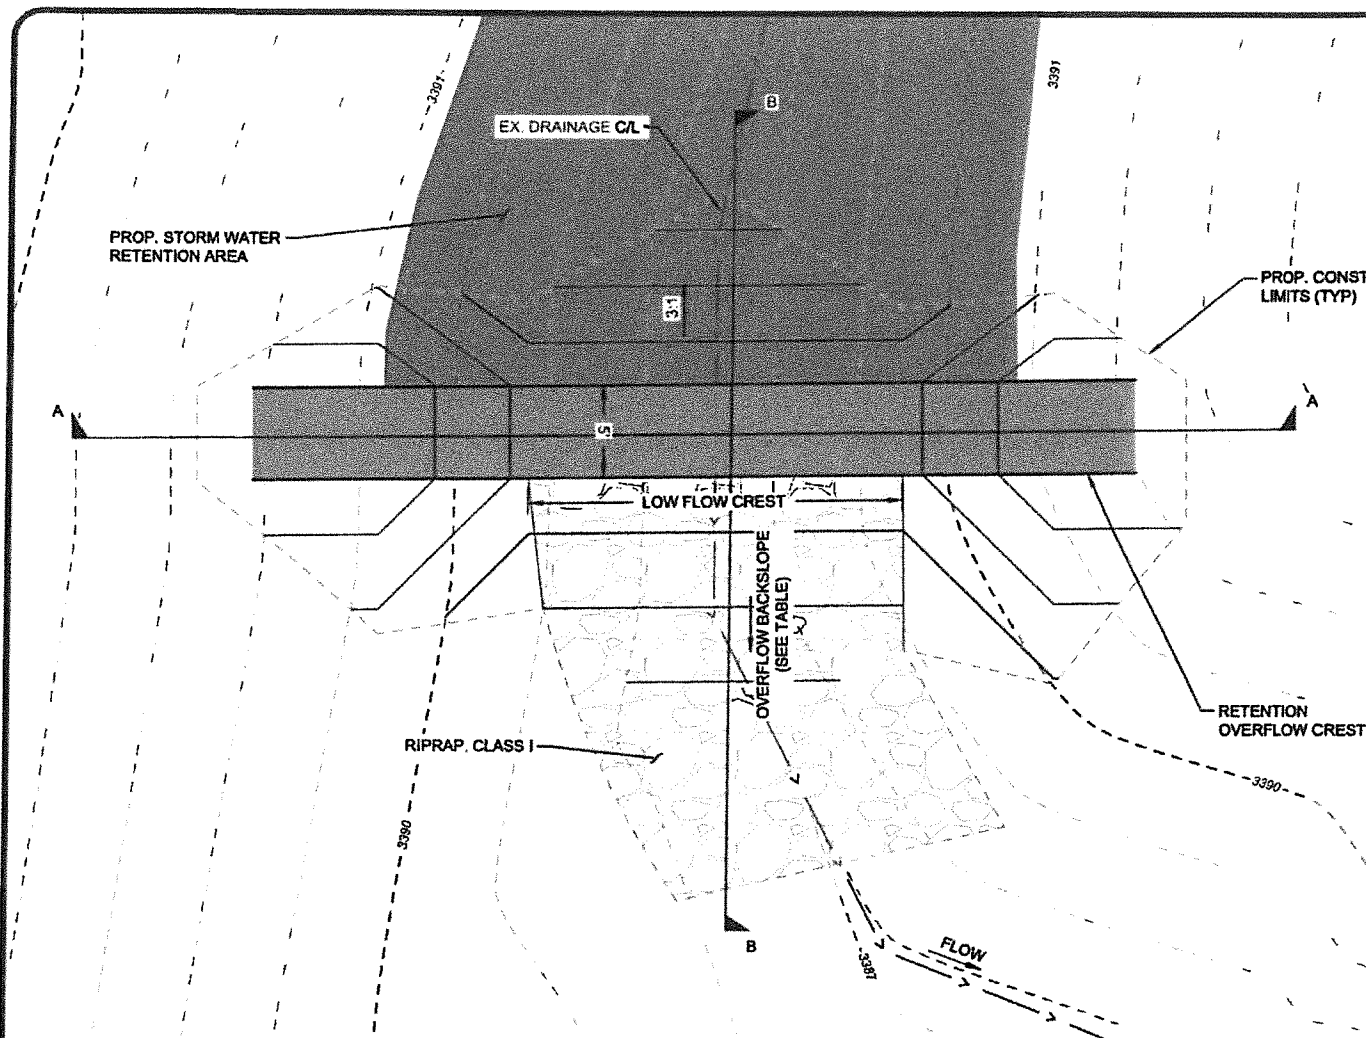 3391
3391
B
EX. DRAINAGE C/L
PROP. STORM WATER
RETENTION AREA
PROP. CONST
LIMITS (TYP)
3:1
A
A
5'
LOW FLOW CREST
OVERFLOW BACKSLOPE
(SEE TABLE)
RETENTION
OVERFLOW CREST
RIPRAP, CLASS I
3390
3390
B
FLOW
3387